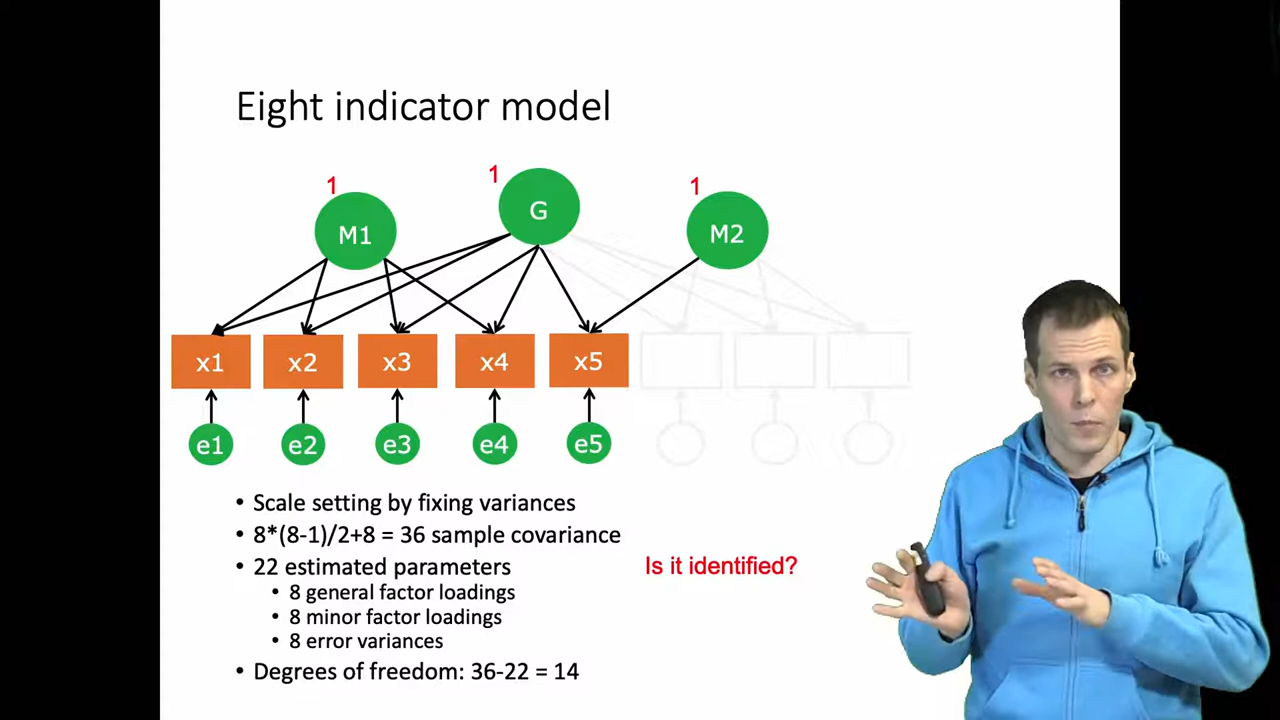 Eight indicator model
1 1 1
M1 G M2
x1 x2 x3 x4 x5
e1 e2 e3 e4 e5
• Scale setting by fixing variances
• 8*(8-1)/2+8 = 36 sample covariance
• 22 estimated parameters
Is it identified?
• 8 general factor loadings
• 8 minor factor loadings
• 8 error variances
• Degrees of freedom: 36-22 = 14